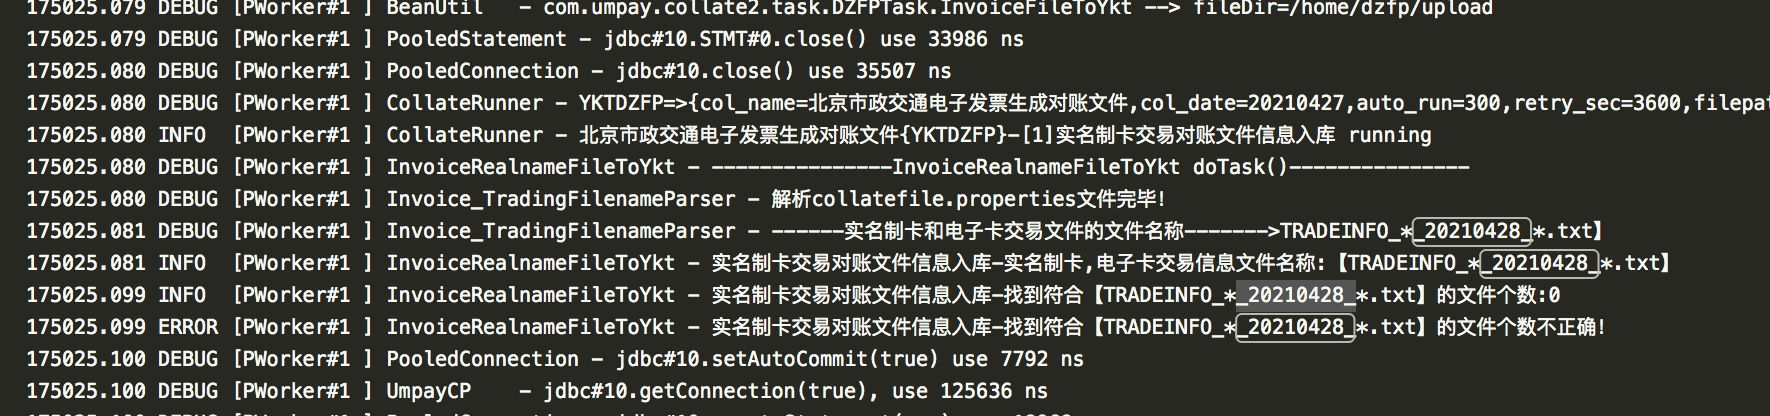 175025.079 DEBUG [PWorker#1 ] BeanUtil   - com.umpay.collate2.task.DZFPTask.InvoiceFileToYkt --> fileDir=/home/dzfp/upload
175025.079 DEBUG [PWorker#1 ] PooledStatement - jdbc#10.STMT#0.close() use 33986 ns
175025.080 DEBUG [PWorker#1 ] PooledConnection - jdbc#10.close() use 35507 ns
175025.080 DEBUG [PWorker#1 ] CollateRunner - YKTDZFP=>{col_name=北京市政交通电子发票生成对账文件,col_date=20210427,auto_run=300,retry_sec=3600,filepat
175025.080 INFO  [PWorker#1 ] CollateRunner - 北京市政交通电子发票生成对账文件{YKTDZFP}-[1]实名制卡交易对账文件信息入库 running
175025.080 DEBUG [PWorker#1 ] InvoiceRealnameFileToYkt - ---------------InvoiceRealnameFileToYkt doTask()---------------
175025.080 DEBUG [PWorker#1 ] Invoice_TradingFilenameParser - 解析collatefile.properties文件完毕!
175025.081 DEBUG [PWorker#1 ] Invoice_TradingFilenameParser - ------实名制卡和电子卡交易文件的文件名称------->TRADEINFO_*_20210428_*.txt】
175025.081 INFO  [PWorker#1 ] InvoiceRealnameFileToYkt - 实名制卡交易对账文件信息入库-实名制卡,电子卡交易信息文件名称:【TRADEINFO_*_20210428_*.txt】
175025.099 INFO  [PWorker#1 ] InvoiceRealnameFileToYkt - 实名制卡交易对账文件信息入库-找到符合【TRADEINFO_*_20210428_*.txt】的文件个数:0
175025.099 ERROR [PWorker#1 ] InvoiceRealnameFileToYkt - 实名制卡交易对账文件信息入库-找到符合【TRADEINFO_*_20210428_*.txt】的文件个数不正确!
175025.100 DEBUG [PWorker#1 ] PooledConnection - jdbc#10.setAutoCommit(true) use 7792 ns
175025.100 DEBUG [PWorker#1 ] UmpayCP    - jdbc#10.getConnection(true), use 125636 ns